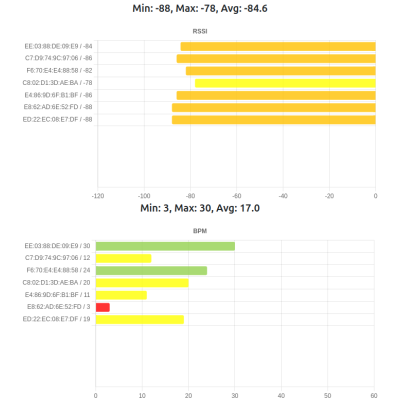 Min: -88, Max: -78, Avg: -84.6
RSSI
EE:03:88:DE:09:E9 / -84
C7:D9:74:9C:97:06 / -86
F6:70:E4:E4:88:58 / -82
C8:02:D1:3D:AE:BA / -78
E4:86:9D:6F:B1:BF / -86
E8:62:AD:6E:52:FD / -88
ED:22:EC:08:E7:DF / -88
-120 -100 -80 -60 -40 -20 0
Min: 3, Max: 30, Avg: 17.0
BPM
EE:03:88:DE:09:E9 / 30
C7:D9:74:9C:97:06 / 12
F6:70:E4:E4:88:58 / 24
C8:02:D1:3D:AE:BA / 20
E4:86:9D:6F:B1:BF / 11
E8:62:AD:6E:52:FD / 3
ED:22:EC:08:E7:DF / 19
0 10 20 30 40 50 60